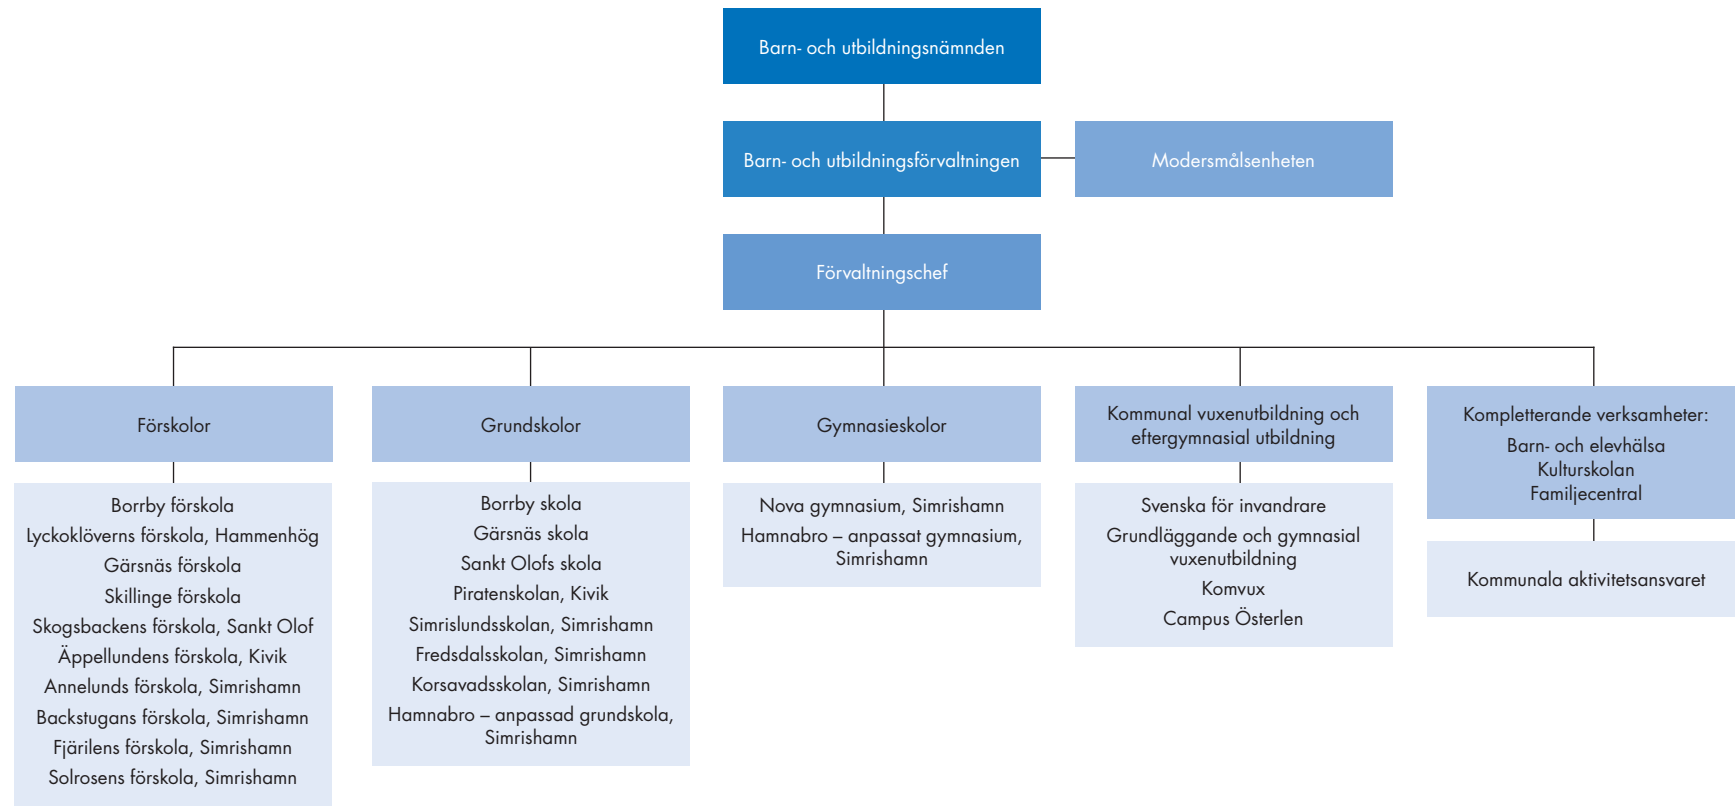 Barn- och utbildningsnämnden
Barn- och utbildningsförvaltningen
Modersmålsenheten
Förvaltningschef
Förskolor
Borrby förskola
Lyckoklöverns förskola, Hammenhög
Gärsnäs förskola
Skillinge förskola
Skogsbackens förskola, Sankt Olof
Äppellundens förskola, Kivik
Annelunds förskola, Simrishamn
Backstugans förskola, Simrishamn
Fjärilens förskola, Simrishamn
Solrosens förskola, Simrishamn
Grundskolor
Borrby skola
Gärsnäs skola
Sankt Olofs skola
Piratenskolan, Kivik
Simrislundsskolan, Simrishamn
Fredsdalsskolan, Simrishamn
Korsavadsskolan, Simrishamn
Hamnabro – anpassad grundskola,
Simrishamn
Gymnasieskolor
Nova gymnasium, Simrishamn
Hamnabro – anpassat gymnasium,
Simrishamn
Kommunal vuxenutbildning och
eftergymnasial utbildning
Svenska för invandrare
Grundläggande och gymnasial
vuxenutbildning
Komvux
Campus Österlen
Kompletterande verksamheter:
Barn- och elevhälsa
Kulturskolan
Familjecentral
Kommunala aktivitetsansvaret